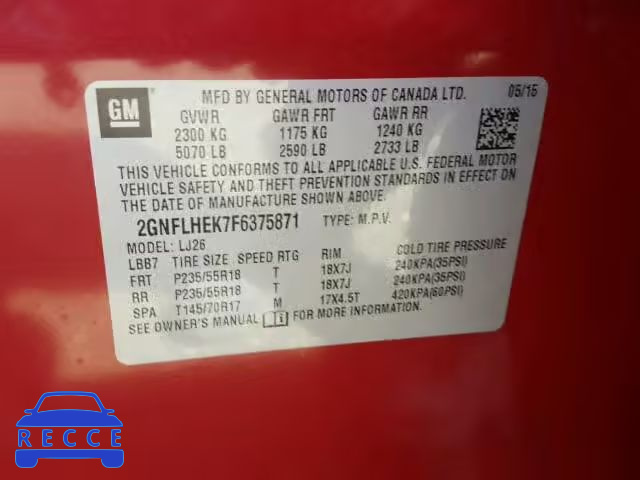 GM
MFD BY GENERAL MOTORS OF CANADA LTD. 05/15
GVWR GAWR FRT GAWR RR
2300 KG 1175 KG 1240 KG
5070 LB 2590 LB 2733 LB
THIS VEHICLE CONFORMS TO ALL APPLICABLE U.S. FEDERAL MOTOR
VEHICLE SAFETY AND THEFT PREVENTION STANDARDS IN EFFECT ON
THE DATE OF MANUFACTURE SHOWN ABOVE.
2GNFLHEK7F6375871 TYPE: M.P.V.
MODEL: LJ26
LBB7 TIRE SIZE SPEED RTG RIM COLD TIRE PRESSURE
FRT P235/55R18 T 18X7J 240KPA(35PSI)
RR P235/55R18 T 18X7J 240KPA(35PSI)
SPA T145/70R17 M 17X4.5T 420KPA(60PSI)
SEE OWNER'S MANUAL FOR MORE INFORMATION.
RECCE